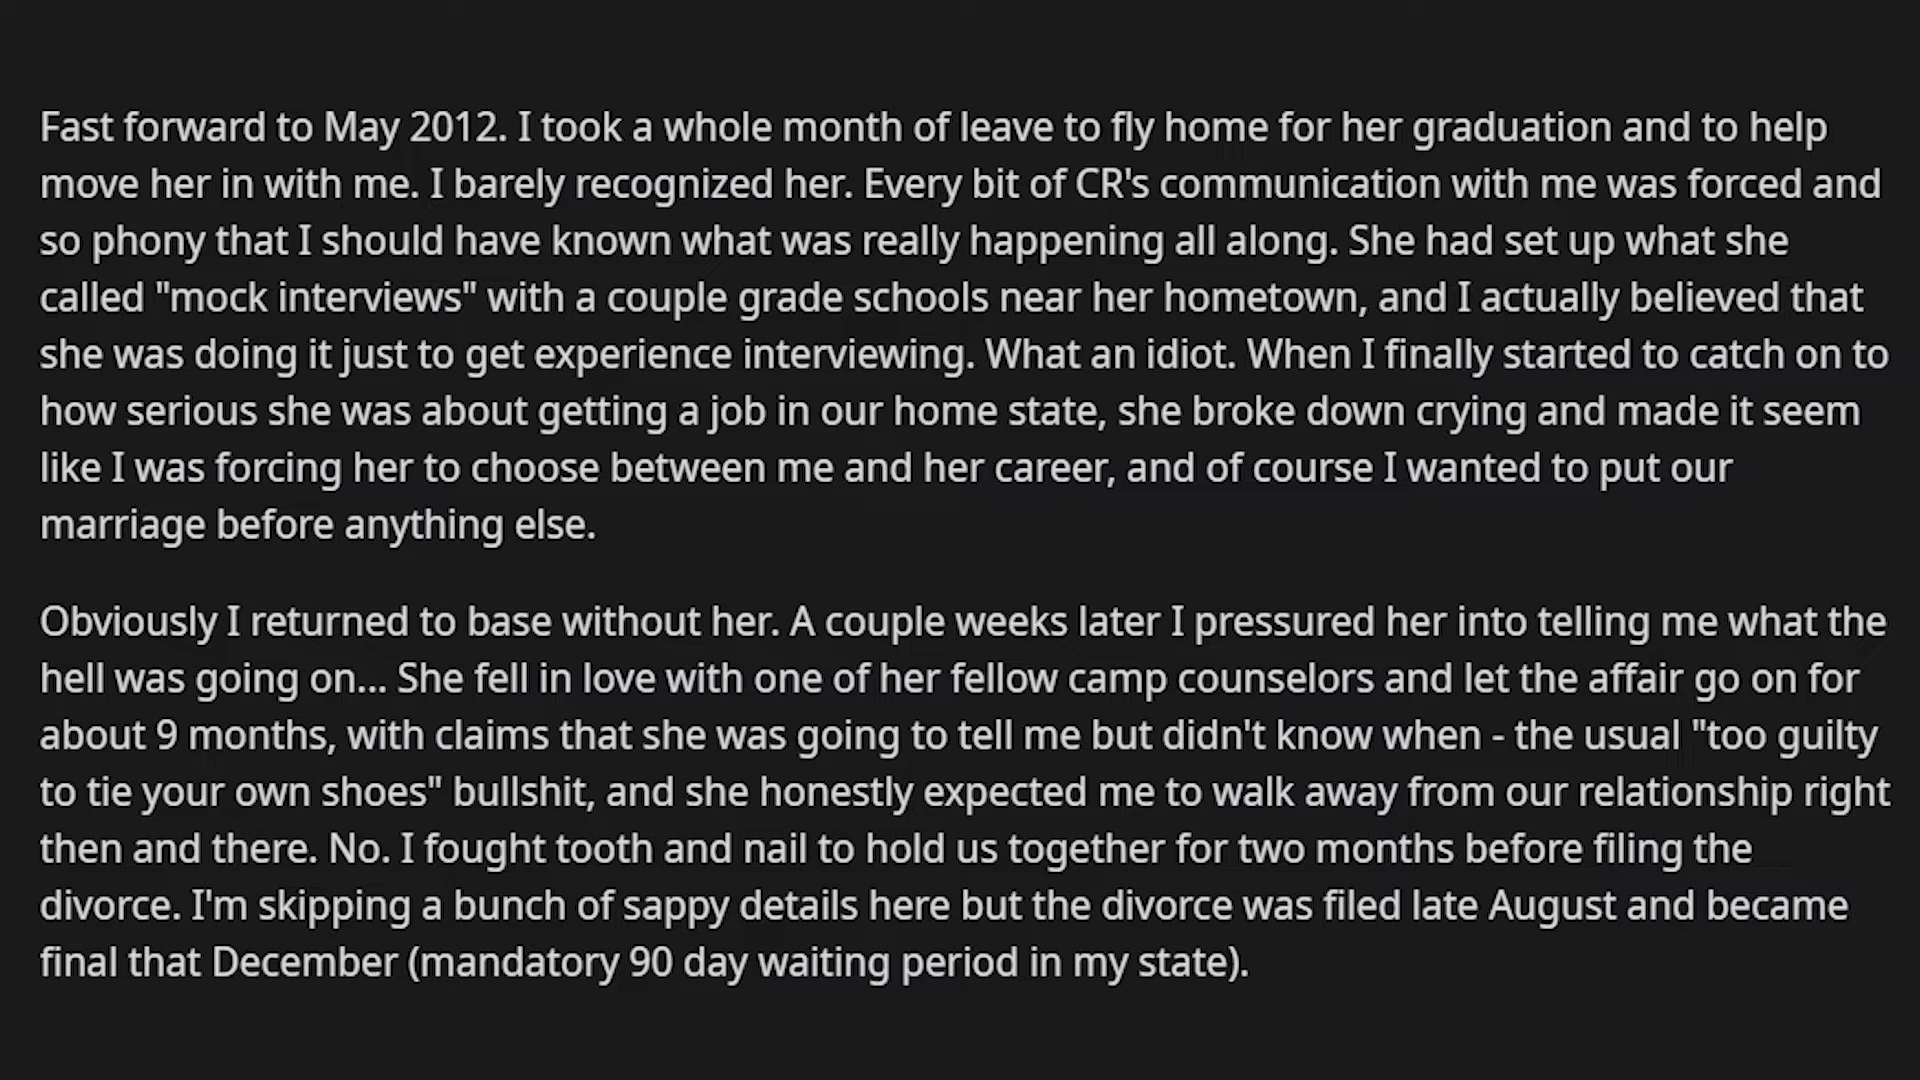 Fast forward to May 2012. I took a whole month of leave to fly home for her graduation and to help
move her in with me. I barely recognized her. Every bit of CR's communication with me was forced and
so phony that I should have known what was really happening all along. She had set up what she
called "mock interviews" with a couple grade schools near her hometown, and I actually believed that
she was doing it just to get experience interviewing. What an idiot. When I finally started to catch on to
how serious she was about getting a job in our home state, she broke down crying and made it seem
like I was forcing her to choose between me and her career, and of course I wanted to put our
marriage before anything else.
Obviously I returned to base without her. A couple weeks later I pressured her into telling me what the
hell was going on... She fell in love with one of her fellow camp counselors and let the affair go on for
about 9 months, with claims that she was going to tell me but didn't know when - the usual "too guilty
to tie your own shoes" bullshit, and she honestly expected me to walk away from our relationship right
then and there. No. I fought tooth and nail to hold us together for two months before filing the
divorce. I'm skipping a bunch of sappy details here but the divorce was filed late August and became
final that December (mandatory 90 day waiting period in my state).